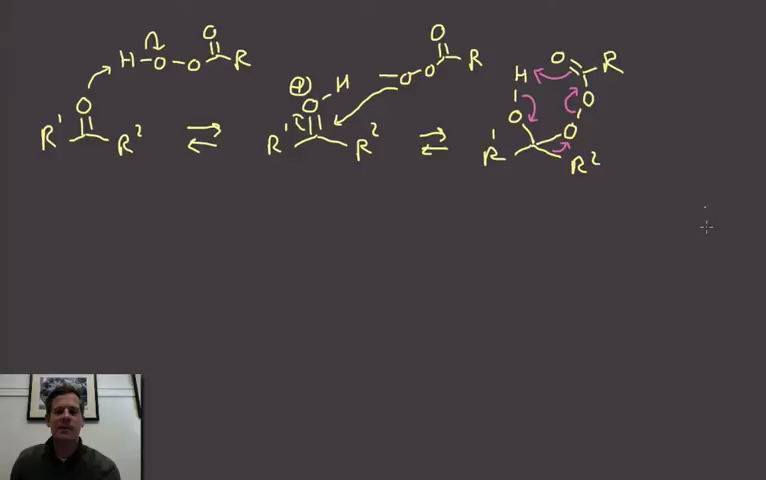 O
H-O-O R
O
R¹ R²
⊕ H
O
R¹ R²
O
-O-O R
H O R
O O
O
R¹ R²